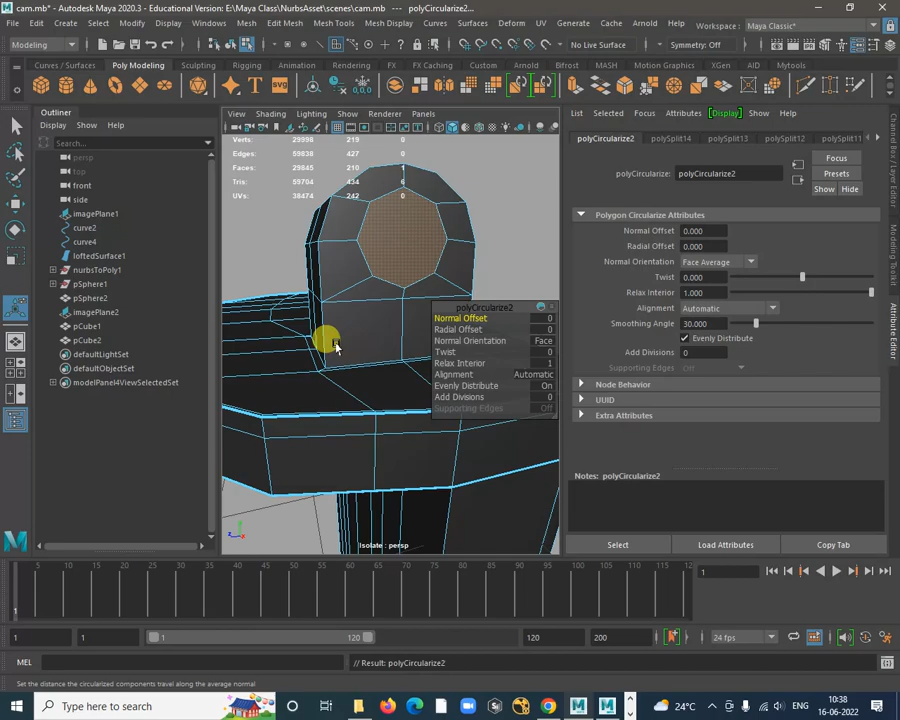 cam.mb* - Autodesk Maya 2020.3 - Educational Version: E:\Maya Class\NurbsAsset\scenes\cam.mb --- polyCircularize2...
File Edit Create Select Modify Display Windows Mesh Edit Mesh Mesh Tools Mesh Display Curves Surfaces Deform UV Generate Cache Arnold Help
Workspace : Maya Classic*
Modeling No Live Surface Symmetry: Off
Curves / Surfaces Poly Modeling Sculpting Rigging Animation Rendering FX FX Caching Custom Arnold Bifrost MASH Motion Graphics XGen AID Mytools
Outliner
Display Show Help
Search...
persp
top
front
side
imagePlane1
curve2
curve4
loftedSurface1
nurbsToPoly1
pSphere1
pSphere2
imagePlane2
pCube1
pCube2
defaultLightSet
defaultObjectSet
modelPanel4ViewSelectedSet
View Shading Lighting Show Renderer Panels
Verts: 29998 219 0
Edges: 59838 427 0
Faces: 29845 210 1
Tris: 59704 434 6
UVs: 38474 242 0
polyCircularize2
Normal Offset 0
Radial Offset 0
Normal Orientation Face
Twist 0
Relax Interior 1
Alignment Automatic
Evenly Distribute On
Add Divisions 0
Supporting Edges Off
Isolate : persp
List Selected Focus Attributes Display Show Help
polyCircularize2 polySplit14 polySplit13 polySplit12 polySplit11
polyCircularize: polyCircularize2
Focus
Presets
Show Hide
Polygon Circularize Attributes
Normal Offset 0.000
Radial Offset 0.000
Normal Orientation Face Average
Twist 0.000
Relax Interior 1.000
Alignment Automatic
Smoothing Angle 30.000
Evenly Distribute
Add Divisions 0
Supporting Edges Off
Node Behavior
UUID
Extra Attributes
Notes: polyCircularize2
Select Load Attributes Copy Tab
Channel Box / Layer Editor
Modeling Toolkit
Attribute Editor
5 10 15 20 25 30 35 40 45 50 55 60 65 70 75 80 85 90 95 100 105 110 115 12
1
1
1 1 1 120 120 200 24 fps
MEL // Result: polyCircularize2
Set the distance the circularized components travel along the average normal
Type here to search
24°C ENG 10:38
16-06-2022